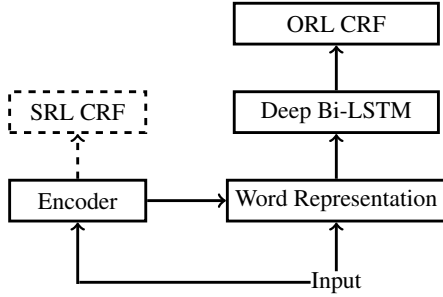 ORL CRF
SRL CRF
Deep Bi-LSTM
Encoder
Word Representation
Input